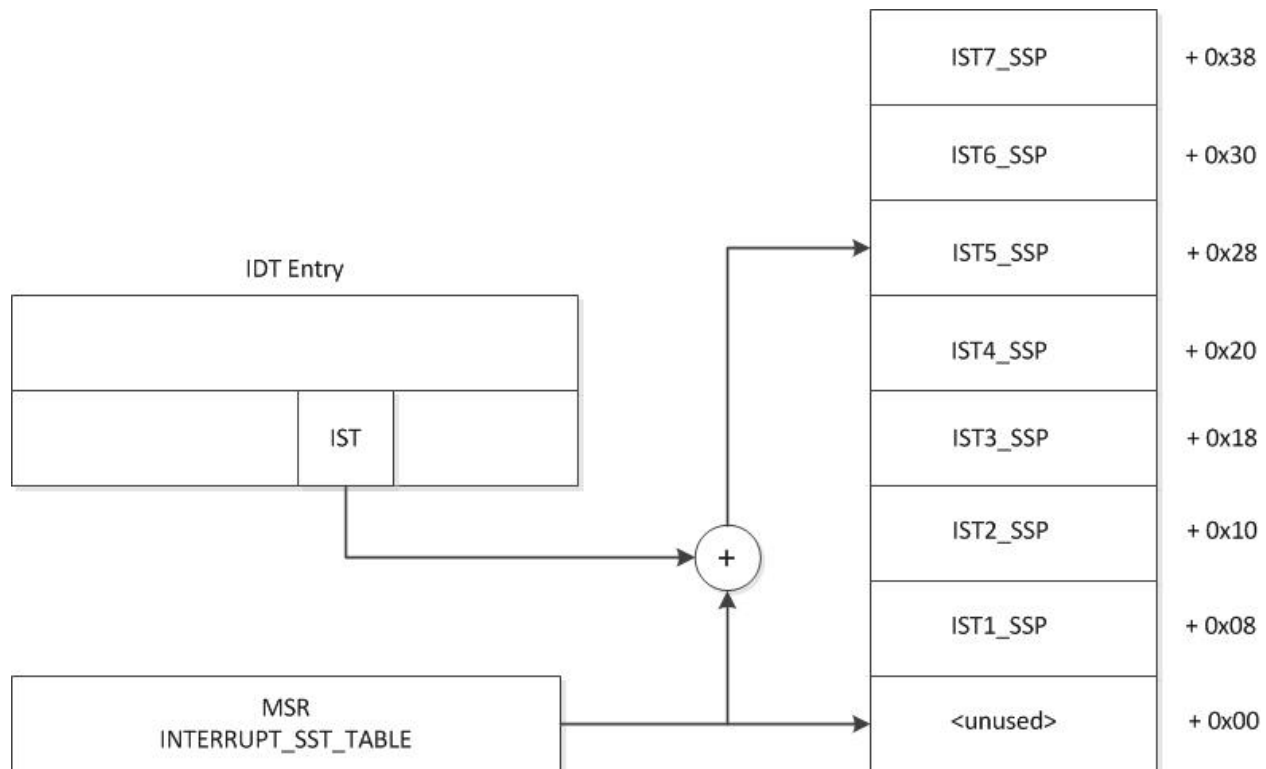 IST7_SSP + 0x38
IST6_SSP + 0x30
IST5_SSP + 0x28
IDT Entry
IST4_SSP + 0x20
IST IST3_SSP + 0x18
IST2_SSP + 0x10
+
IST1_SSP + 0x08
MSR
INTERRUPT_SST_TABLE
<unused> + 0x00